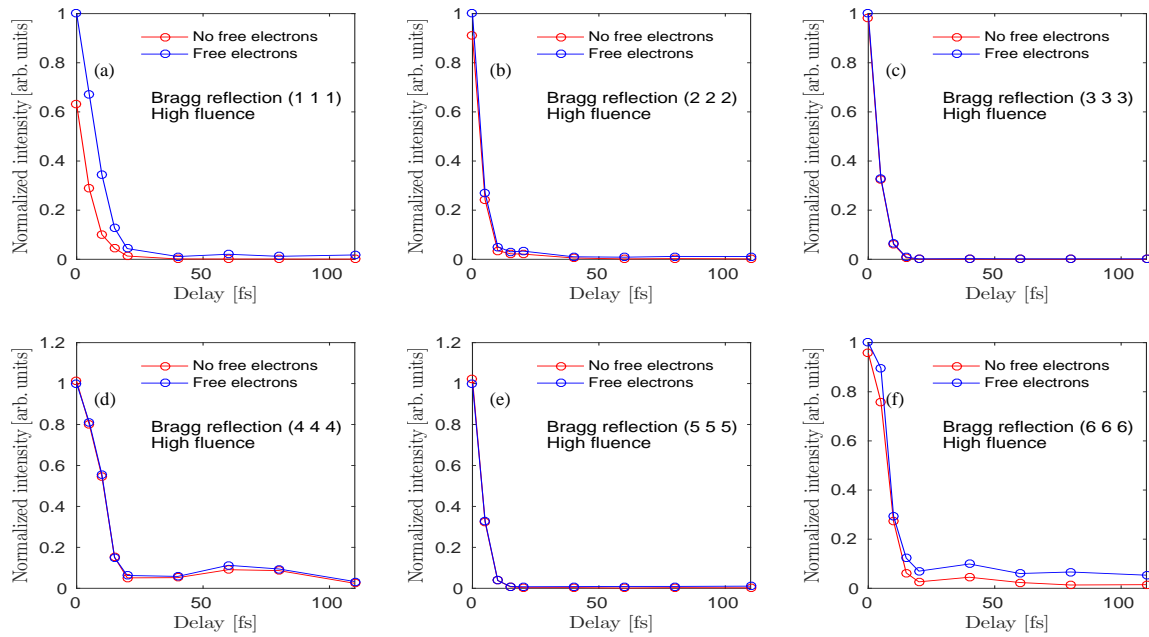 Normalized intensity [arb. units]
1
0.8
0.6
0.4
0.2
0
0
50
100
Delay [fs]
No free electrons
Free electrons
(a)
Bragg reflection (1 1 1)
High fluence
Normalized intensity [arb. units]
1
0.8
0.6
0.4
0.2
0
0
50
100
Delay [fs]
No free electrons
Free electrons
(b)
Bragg reflection (2 2 2)
High fluence
Normalized intensity [arb. units]
1
0.8
0.6
0.4
0.2
0
0
50
100
Delay [fs]
No free electrons
Free electrons
(c)
Bragg reflection (3 3 3)
High fluence
Normalized intensity [arb. units]
1.2
1
0.8
0.6
0.4
0.2
0
0
50
100
Delay [fs]
No free electrons
Free electrons
(d)
Bragg reflection (4 4 4)
High fluence
Normalized intensity [arb. units]
1.2
1
0.8
0.6
0.4
0.2
0
0
50
100
Delay [fs]
No free electrons
Free electrons
(e)
Bragg reflection (5 5 5)
High fluence
Normalized intensity [arb. units]
1
0.8
0.6
0.4
0.2
0
0
50
100
Delay [fs]
No free electrons
Free electrons
(f)
Bragg reflection (6 6 6)
High fluence